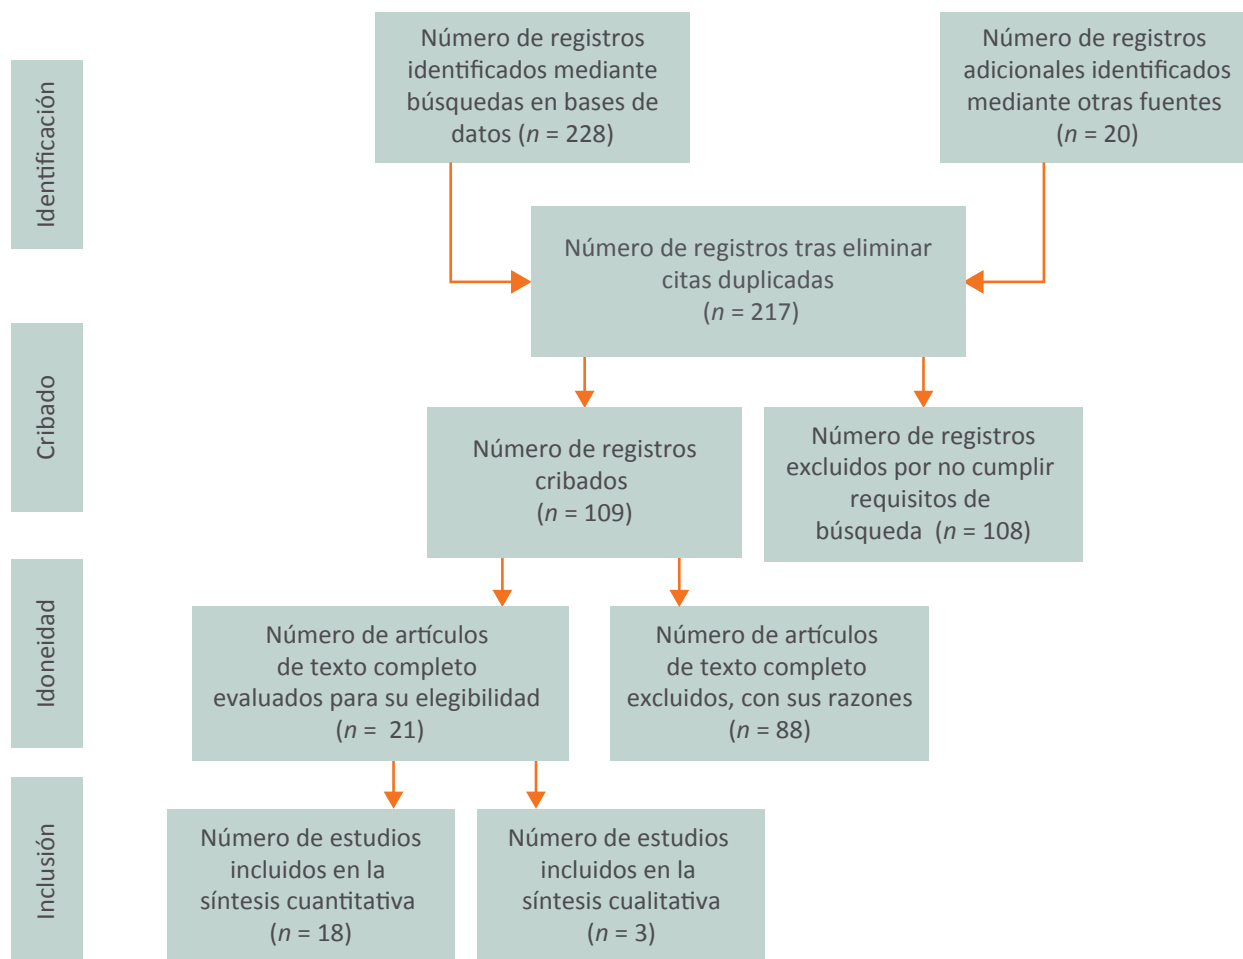 Identificación
Número de registros
identificados mediante
búsquedas en bases de
datos (n = 228)
Número de registros
adicionales identificados
mediante otras fuentes
(n = 20)
Número de registros tras eliminar
citas duplicadas
(n = 217)
Cribado
Número de registros
cribados
(n = 109)
Número de registros
excluidos por no cumplir
requisitos de
búsqueda (n = 108)
Idoneidad
Número de artículos
de texto completo
evaluados para su elegibilidad
(n = 21)
Número de artículos
de texto completo
excluidos, con sus razones
(n = 88)
Inclusión
Número de estudios
incluidos en la
síntesis cuantitativa
(n = 18)
Número de estudios
incluidos en la
síntesis cualitativa
(n = 3)